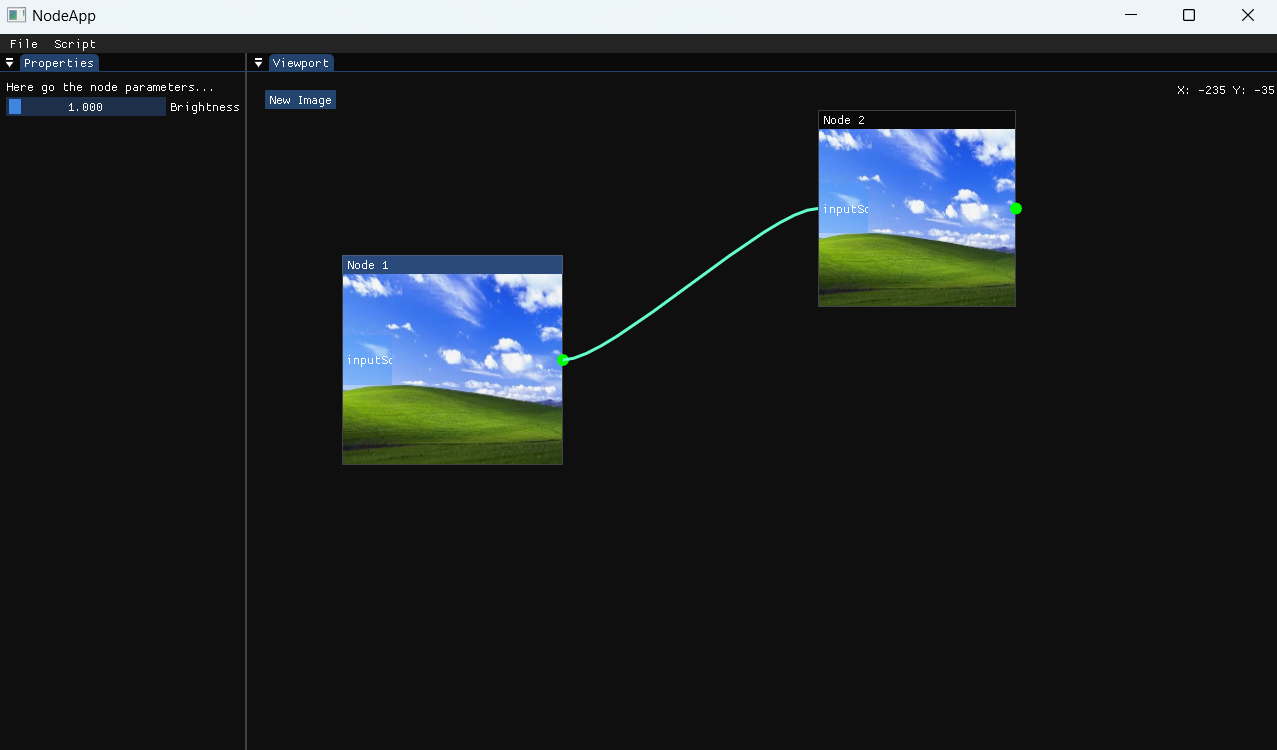 NodeApp
File Script
Properties
Viewport
Here go the node parameters...
1.000 Brightness
New Image
X: -235 Y: -35
Node 2
inputSc
Node 1
inputSc